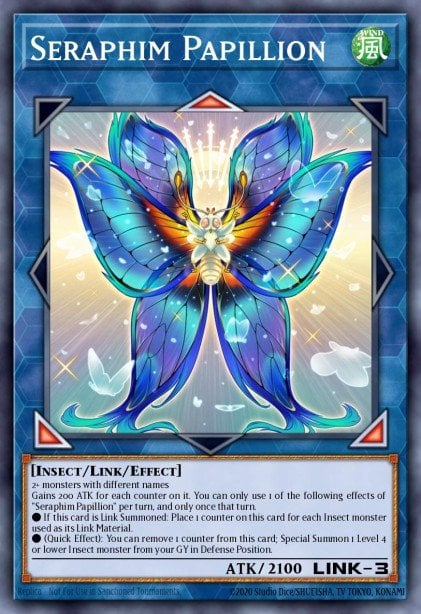 Seraphim Papillion
WIND
風
[Insect/Link/Effect]
2+ monsters with different names
Gains 200 ATK for each counter on it. You can only use 1 of the following effects of
"Seraphim Papillion" per turn, and only once that turn.
● If this card is Link Summoned: Place 1 counter on this card for each Insect monster
used as its Link Material.
● (Quick Effect): You can remove 1 counter from this card; Special Summon 1 Level 4
or lower Insect monster from your GY in Defense Position.
ATK/2100 LINK-3
Replica - Not For Use in Sanctioned Tournaments ©2020 Studio Dice/SHUEISHA, TV TOKYO, KONAMI